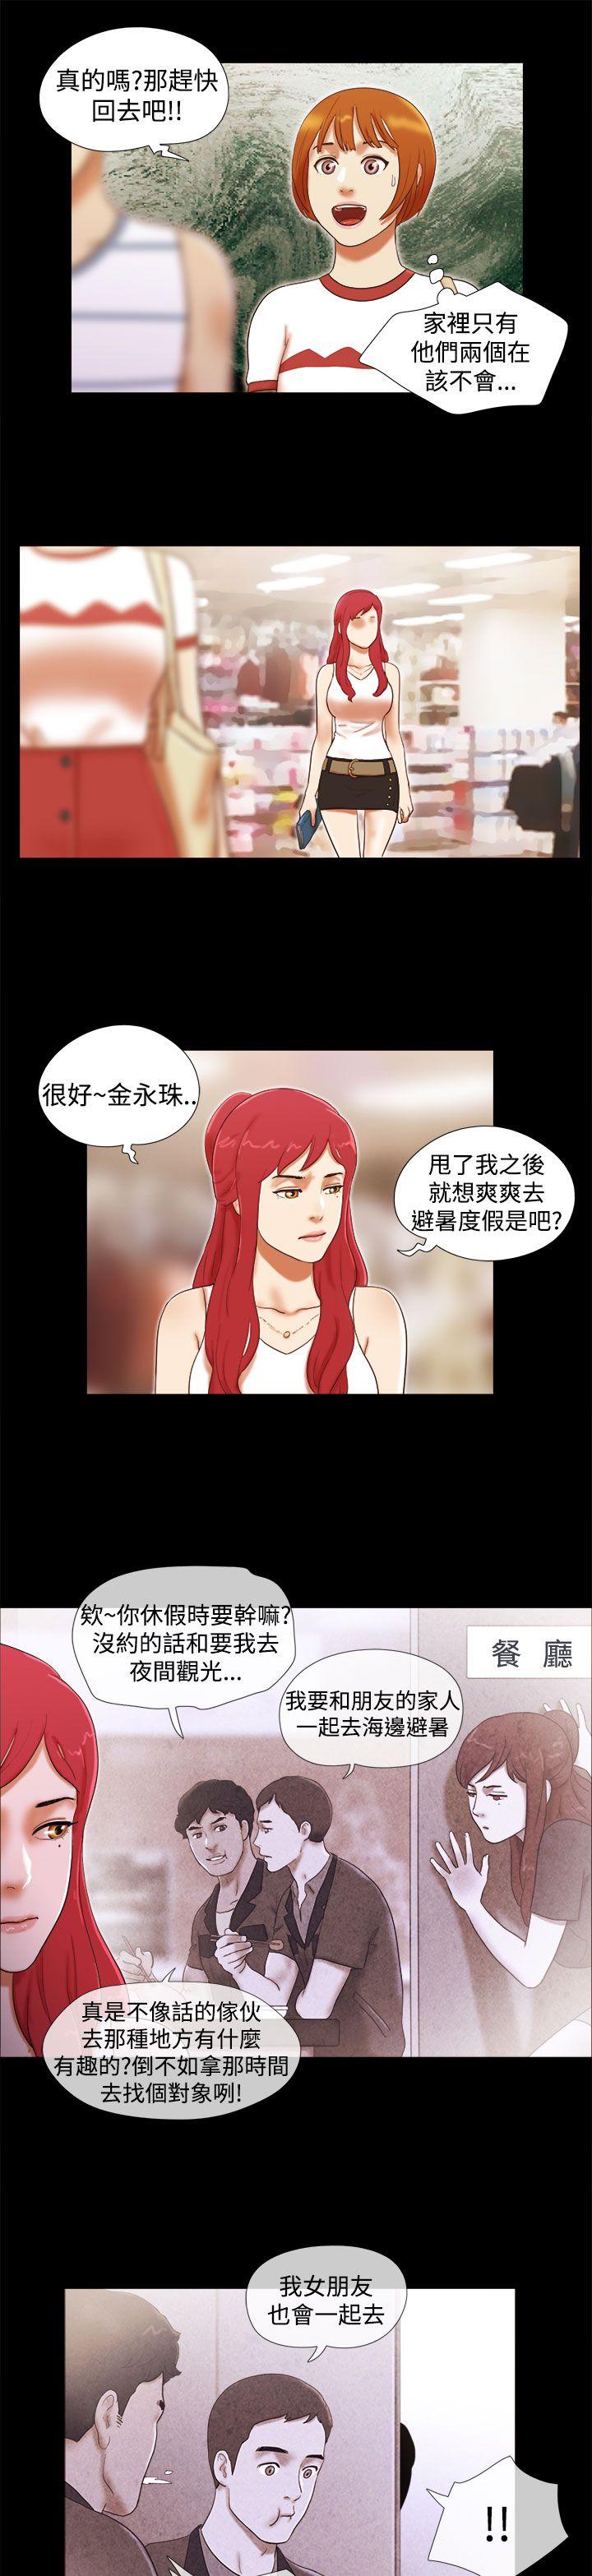 真的嗎?那趕快
回去吧!!
家裡只有
他們兩個在
該不會...
很好~金永珠..
甩了我之後
就想爽爽去
避暑度假是吧?
欸~你休假時要幹嘛?
沒約的話和要我去
夜間觀光...
餐廳
我要和朋友的家人
一起去海邊避暑
真是不像話的傢伙
去那種地方有什麼
有趣的?倒不如拿那時間
去找個對象咧!
我女朋友
也會一起去
!!